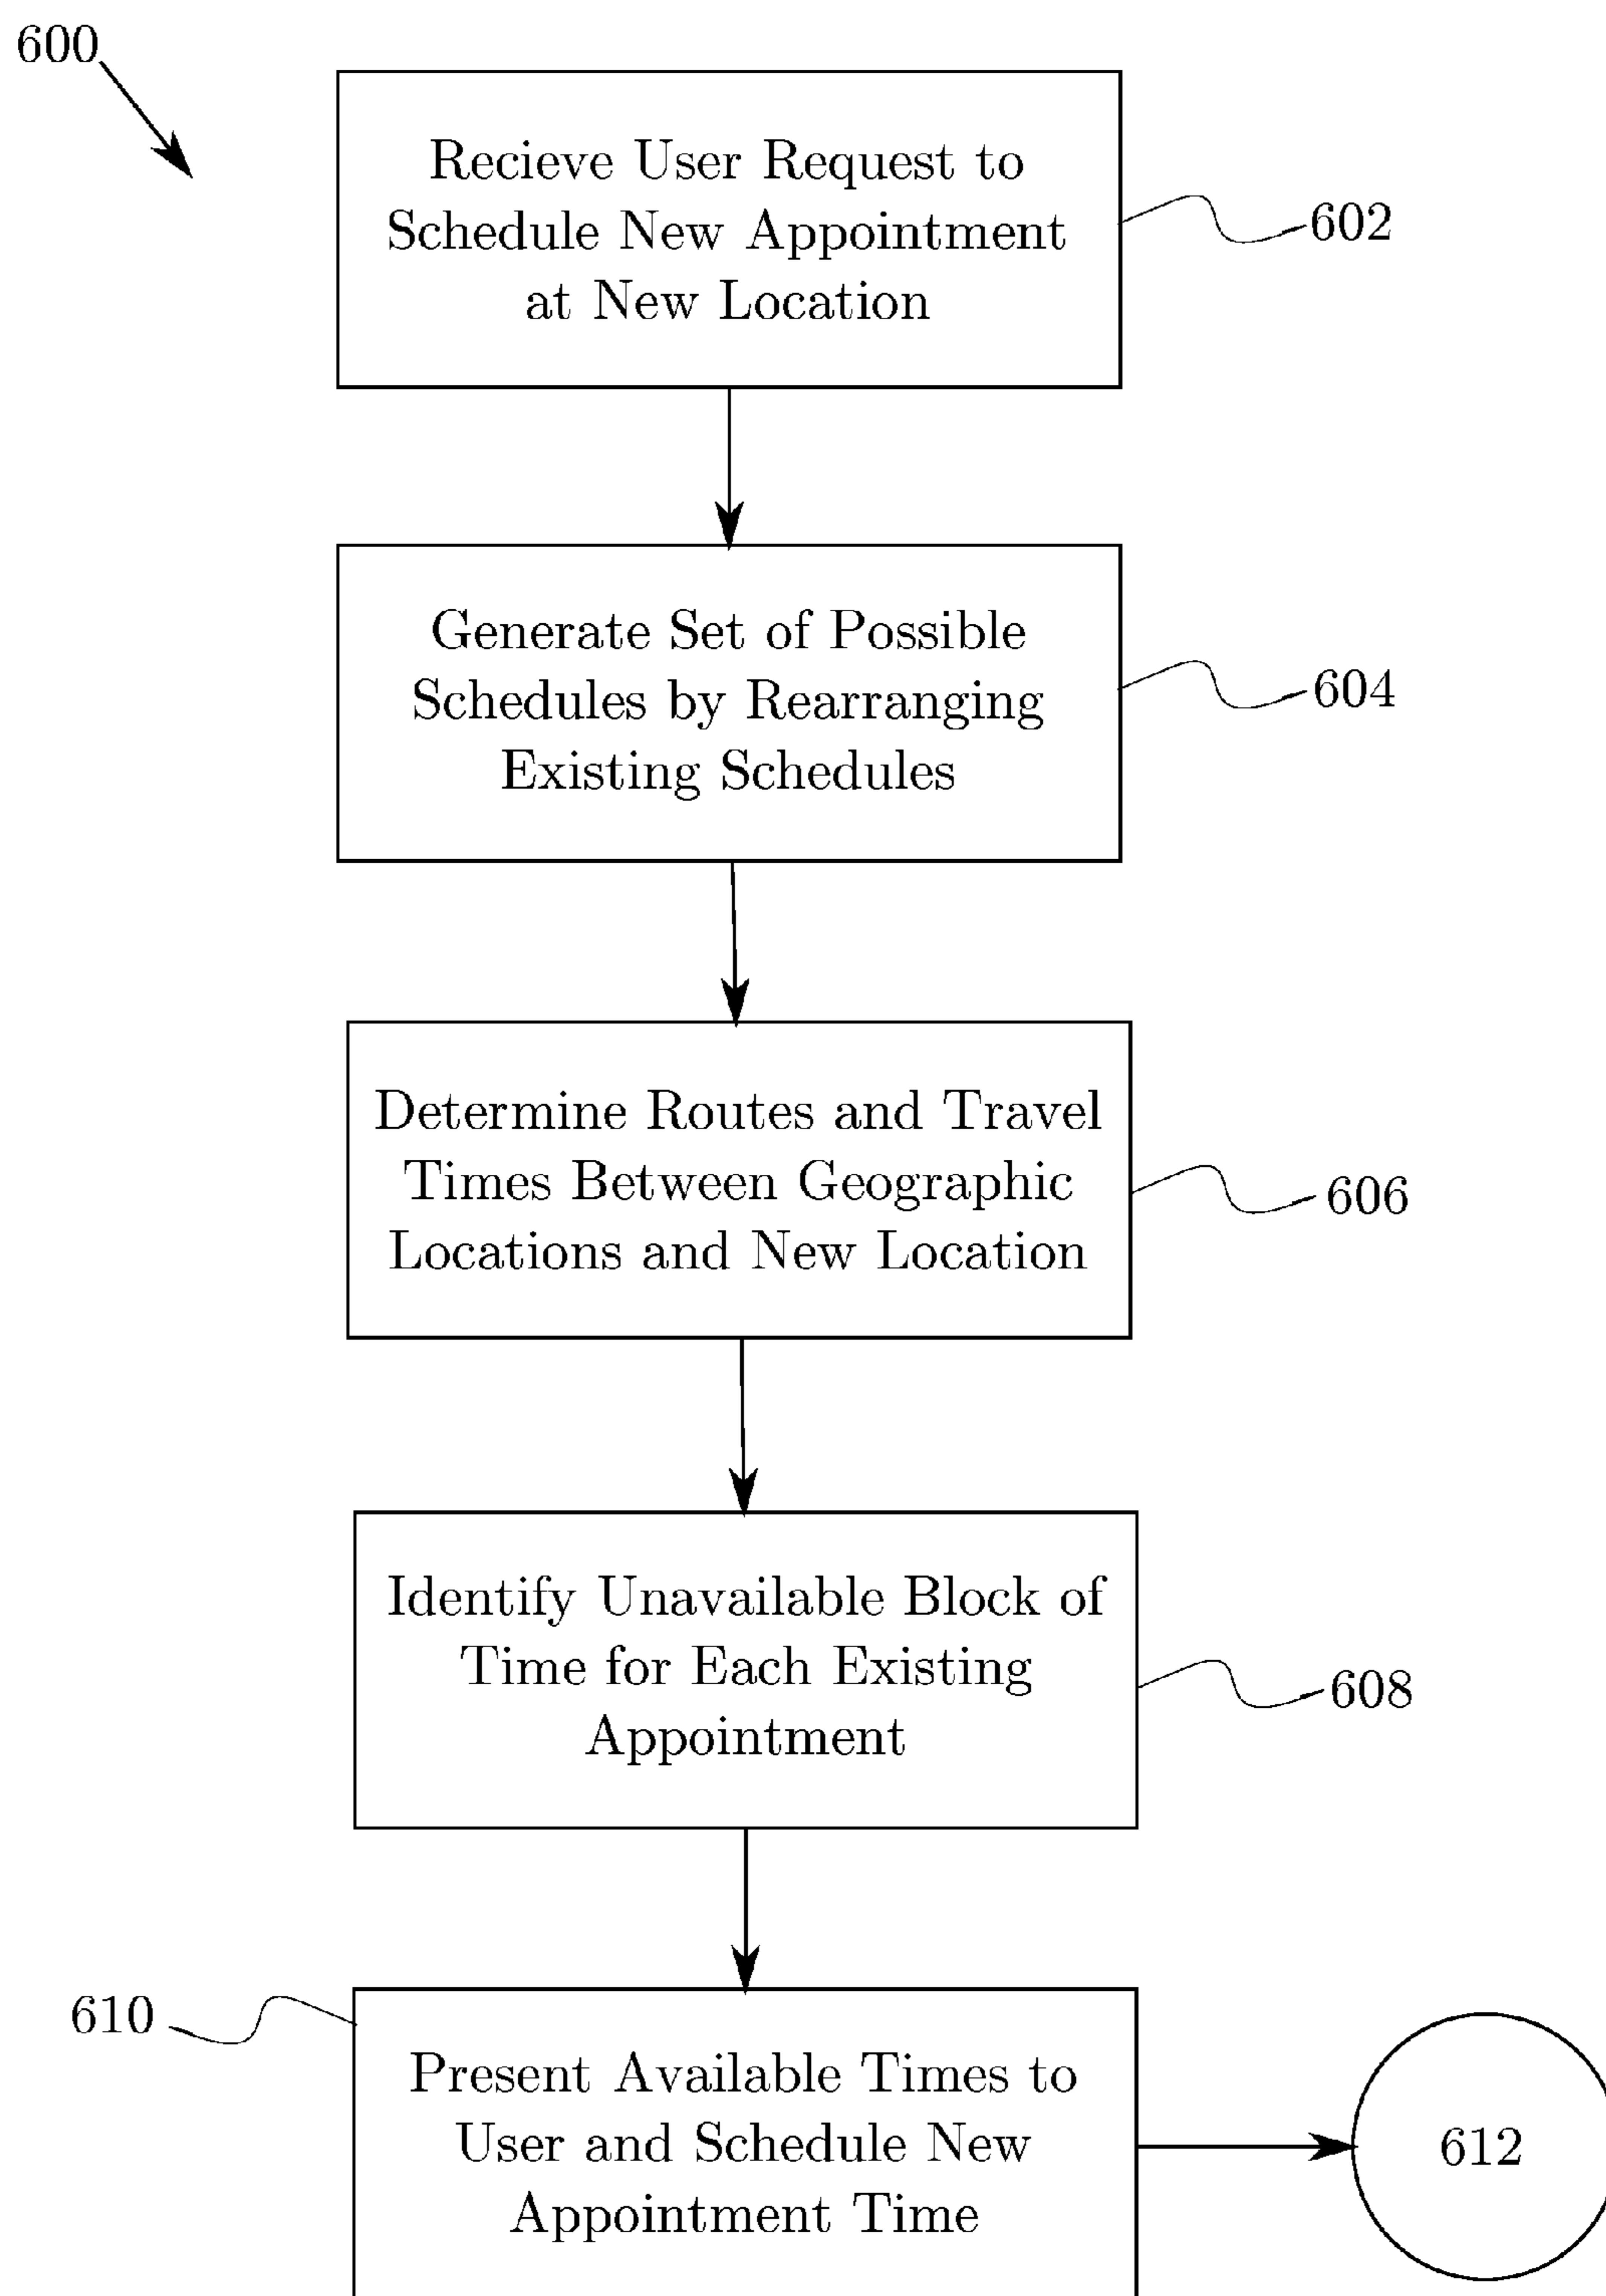 600
Recieve User Request to
Schedule New Appointment
at New Location
602
Generate Set of Possible
Schedules by Rearranging
Existing Schedules
604
Determine Routes and Travel
Times Between Geographic
Locations and New Location
606
Identify Unavailable Block of
Time for Each Existing
Appointment
608
610
Present Available Times to
User and Schedule New
Appointment Time
612